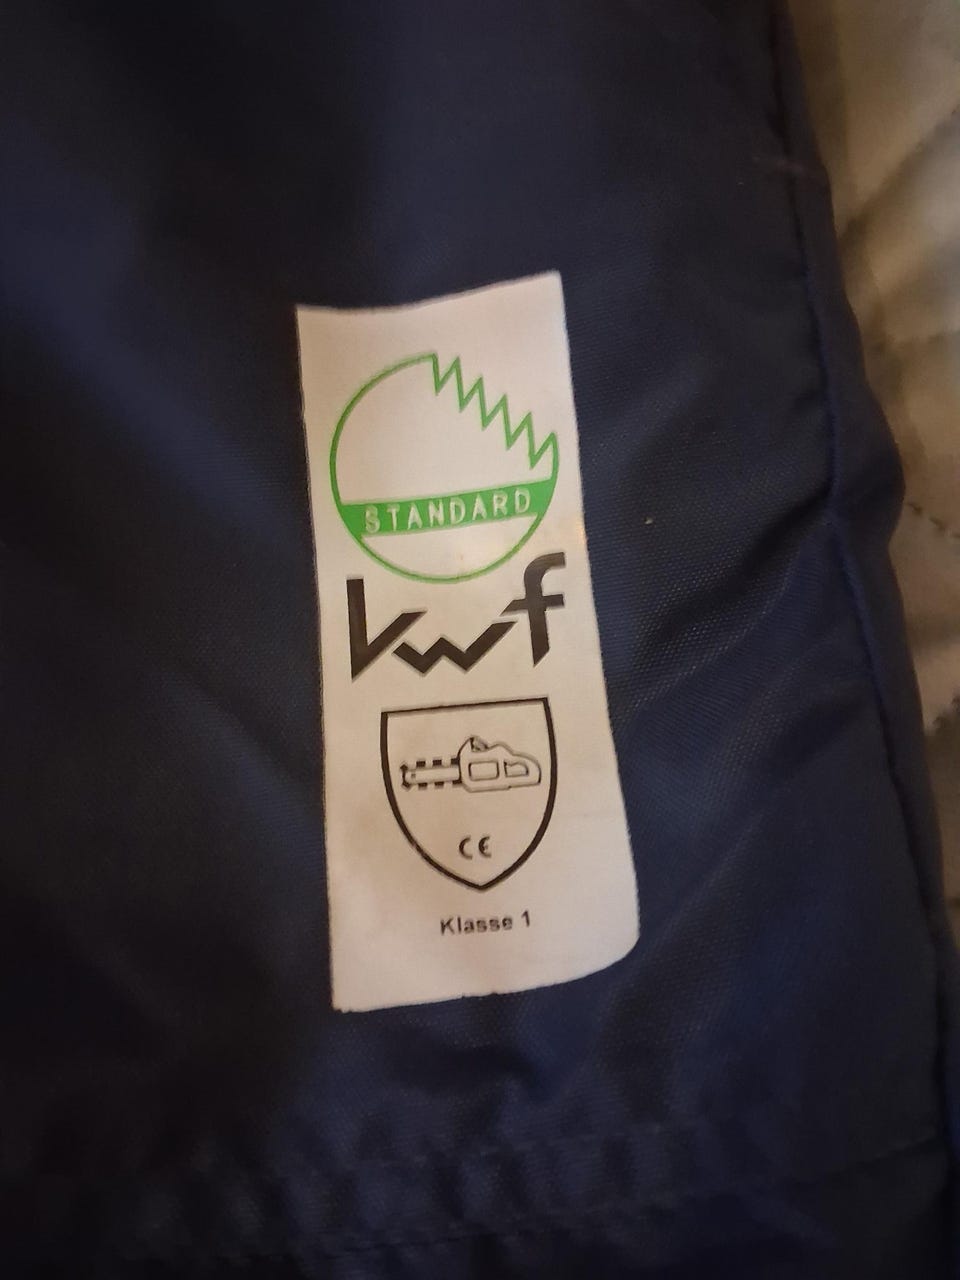 STANDARD
kwf
CE
Klasse 1